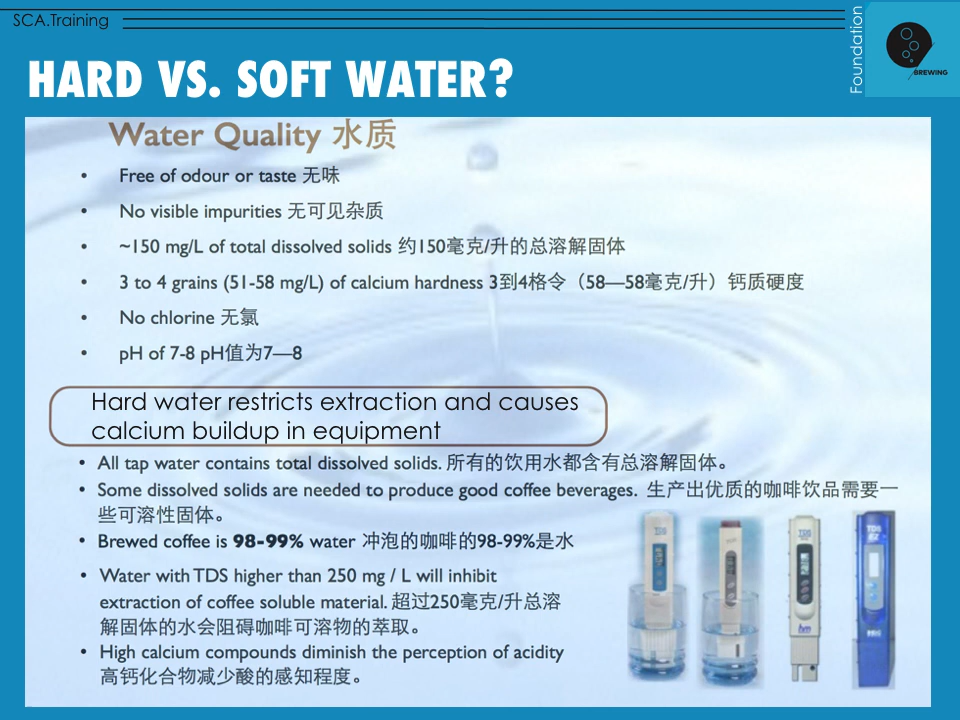 SCA.Training
Foundation
BREWING
HARD VS. SOFT WATER?
Water Quality 水质
• Free of odour or taste 无味
• No visible impurities 无可见杂质
• ~150 mg/L of total dissolved solids 约150毫克/升的总溶解固体
• 3 to 4 grains (51-58 mg/L) of calcium hardness 3到4格令（58—58毫克/升）钙质硬度
• No chlorine 无氯
• pH of 7-8 pH值为7—8
Hard water restricts extraction and causes
calcium buildup in equipment
• All tap water contains total dissolved solids. 所有的饮用水都含有总溶解固体。
• Some dissolved solids are needed to produce good coffee beverages. 生产出优质的咖啡饮品需要一
些可溶性固体。
• Brewed coffee is 98-99% water 冲泡的咖啡的98-99%是水
• Water with TDS higher than 250 mg / L will inhibit
extraction of coffee soluble material. 超过250毫克/升总溶
解固体的水会阻碍咖啡可溶物的萃取。
• High calcium compounds diminish the perception of acidity
高钙化合物减少酸的感知程度。
TDS
TDS
TDS
EZ